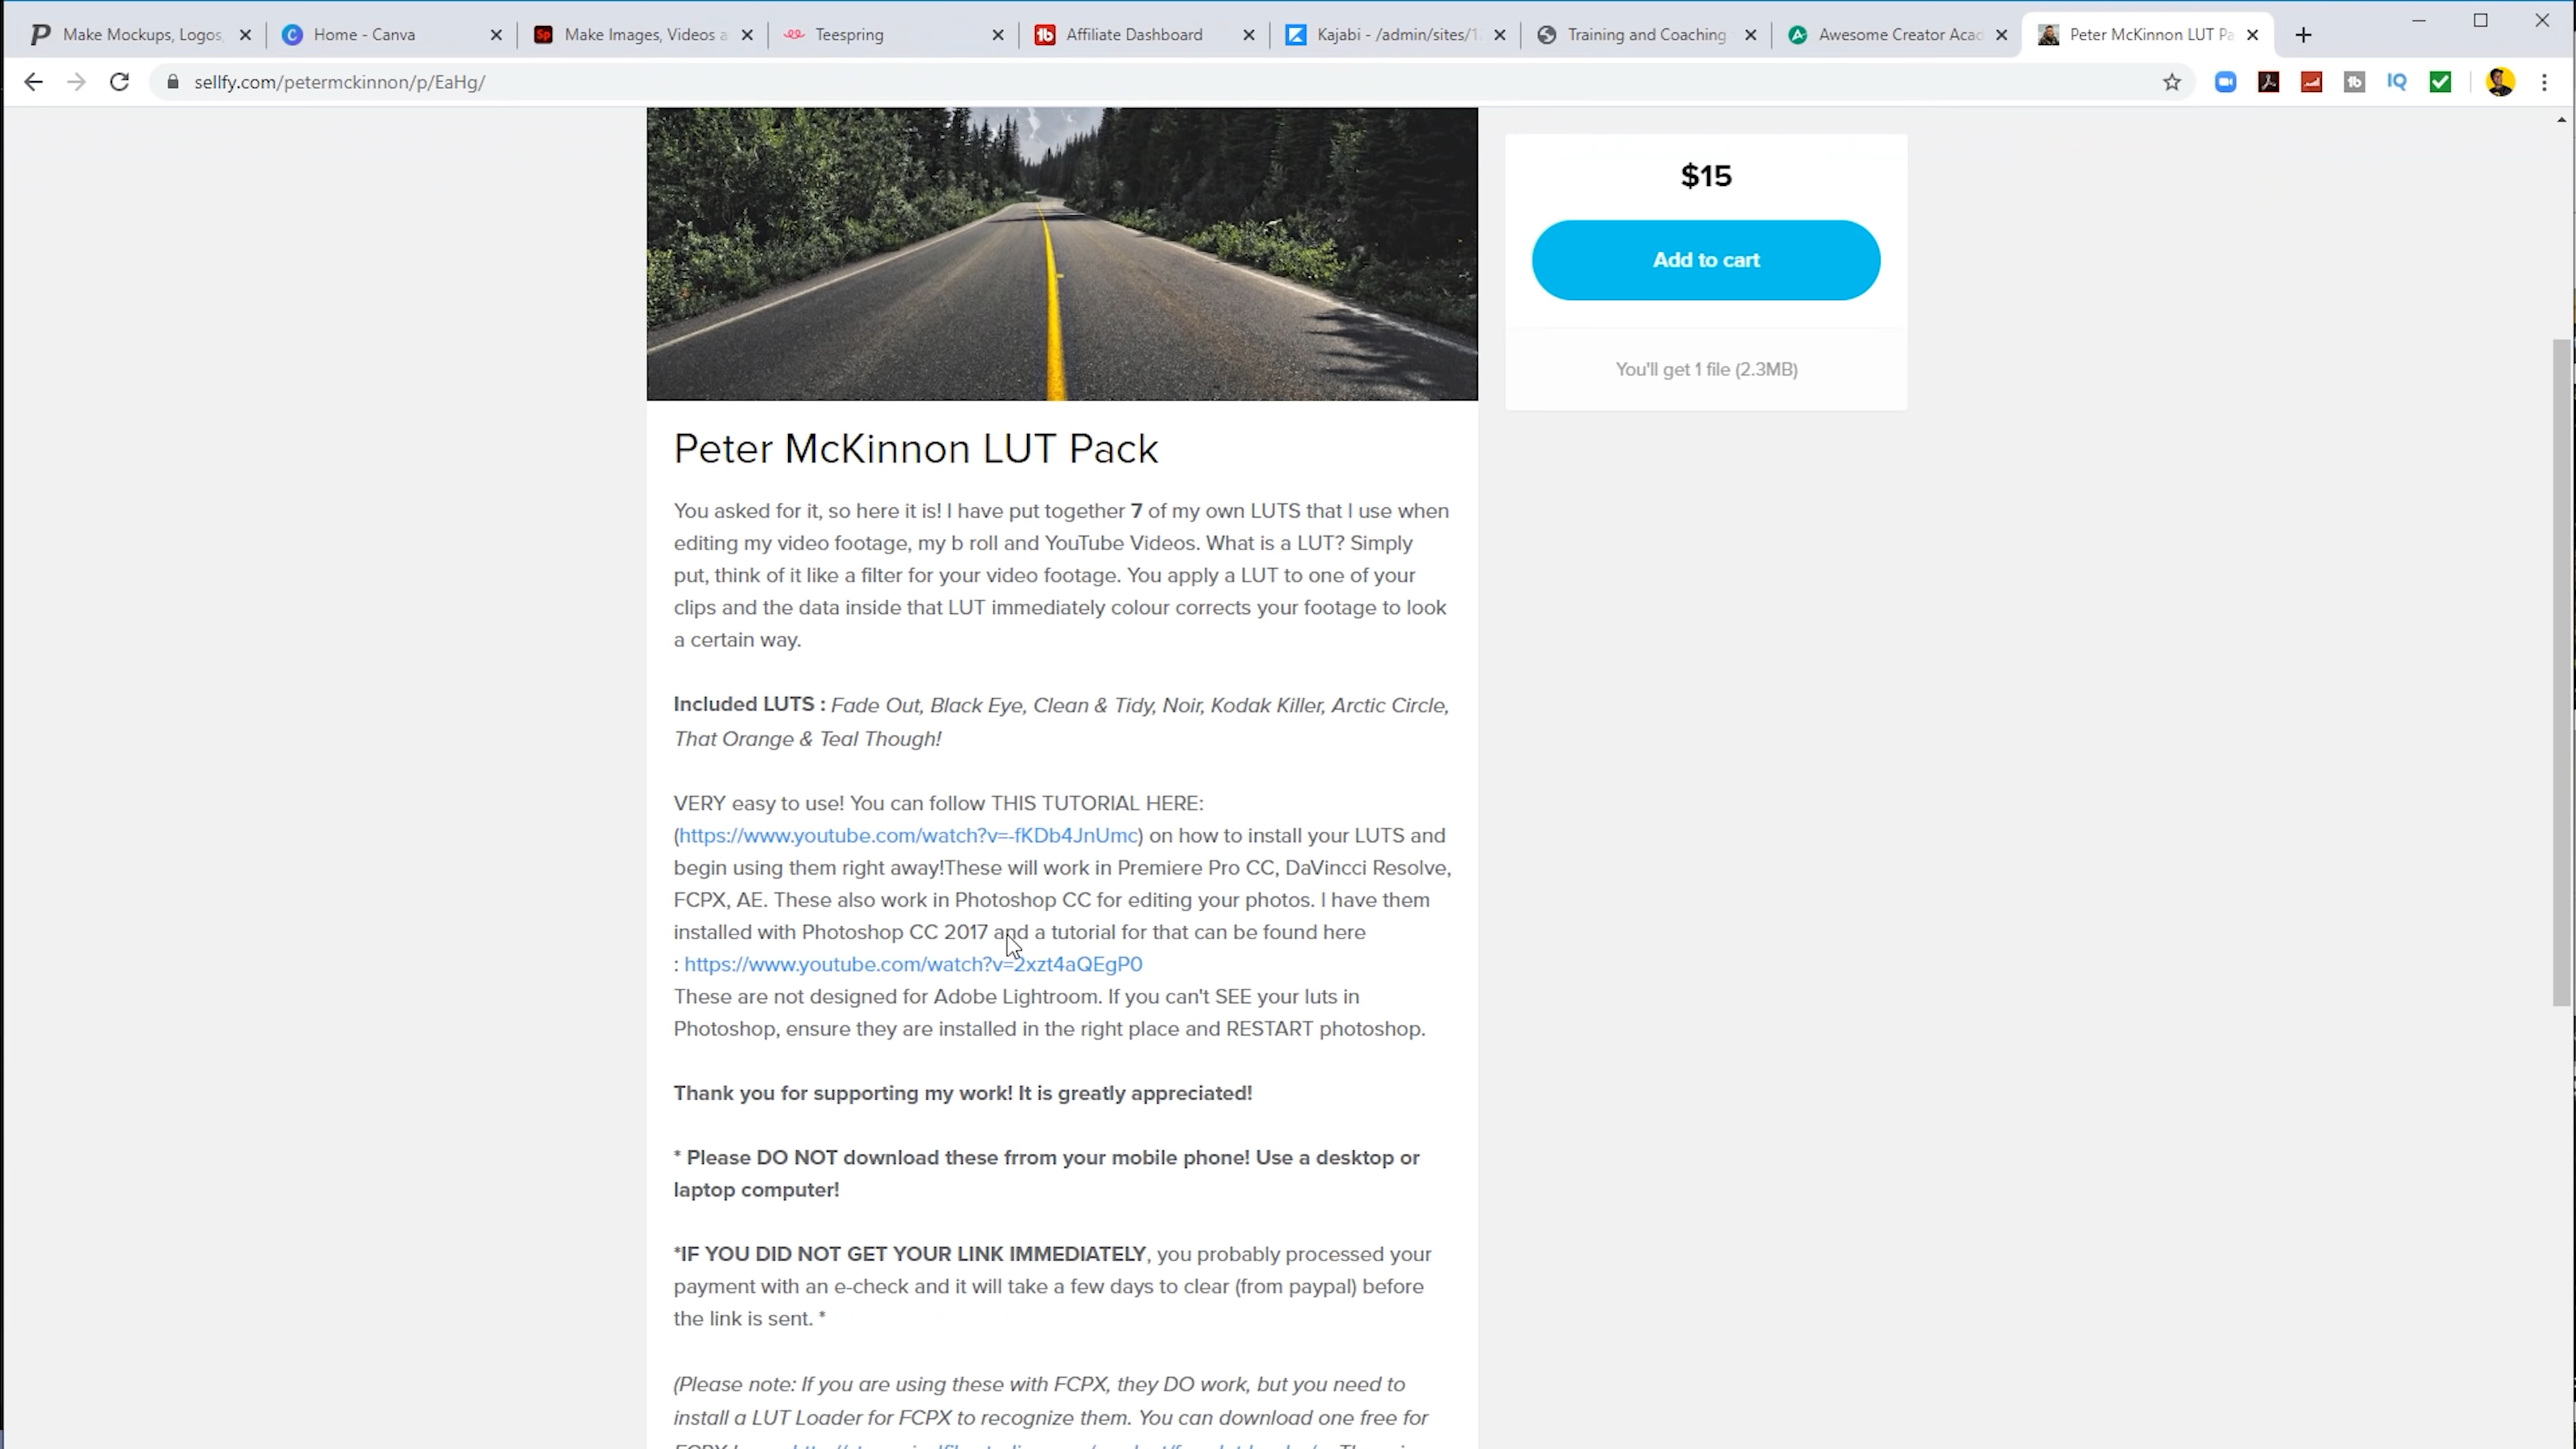 Make Mockups, Logos,
Home - Canva
Make Images, Videos a
Teespring
Affiliate Dashboard
Kajabi - /admin/sites/1
Training and Coaching
Awesome Creator Acad
Peter McKinnon LUT Pa
sellfy.com/petermckinnon/p/EaHg/
$15
Add to cart
You'll get 1 file (2.3MB)
Peter McKinnon LUT Pack
You asked for it, so here it is! I have put together 7 of my own LUTS that I use when
editing my video footage, my b roll and YouTube Videos. What is a LUT? Simply
put, think of it like a filter for your video footage. You apply a LUT to one of your
clips and the data inside that LUT immediately colour corrects your footage to look
a certain way.
Included LUTS : Fade Out, Black Eye, Clean & Tidy, Noir, Kodak Killer, Arctic Circle,
That Orange & Teal Though!
VERY easy to use! You can follow THIS TUTORIAL HERE:
(https://www.youtube.com/watch?v=-fKDb4JnUmc) on how to install your LUTS and
begin using them right away!These will work in Premiere Pro CC, DaVincci Resolve,
FCPX, AE. These also work in Photoshop CC for editing your photos. I have them
installed with Photoshop CC 2017 and a tutorial for that can be found here
: https://www.youtube.com/watch?v=2xzt4aQEgP0
These are not designed for Adobe Lightroom. If you can't SEE your luts in
Photoshop, ensure they are installed in the right place and RESTART photoshop.
Thank you for supporting my work! It is greatly appreciated!
* Please DO NOT download these frrom your mobile phone! Use a desktop or
laptop computer!
*IF YOU DID NOT GET YOUR LINK IMMEDIATELY, you probably processed your
payment with an e-check and it will take a few days to clear (from paypal) before
the link is sent. *
(Please note: If you are using these with FCPX, they DO work, but you need to
install a LUT Loader for FCPX to recognize them. You can download one free for